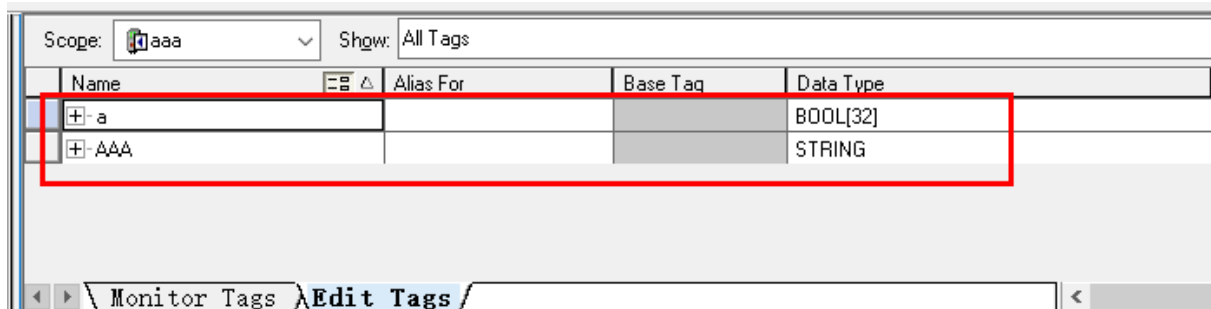 Scope: aaa Show: All Tags
Name Alias For Base Tag Data Type
a BOOL[32]
AAA STRING
Monitor Tags Edit Tags